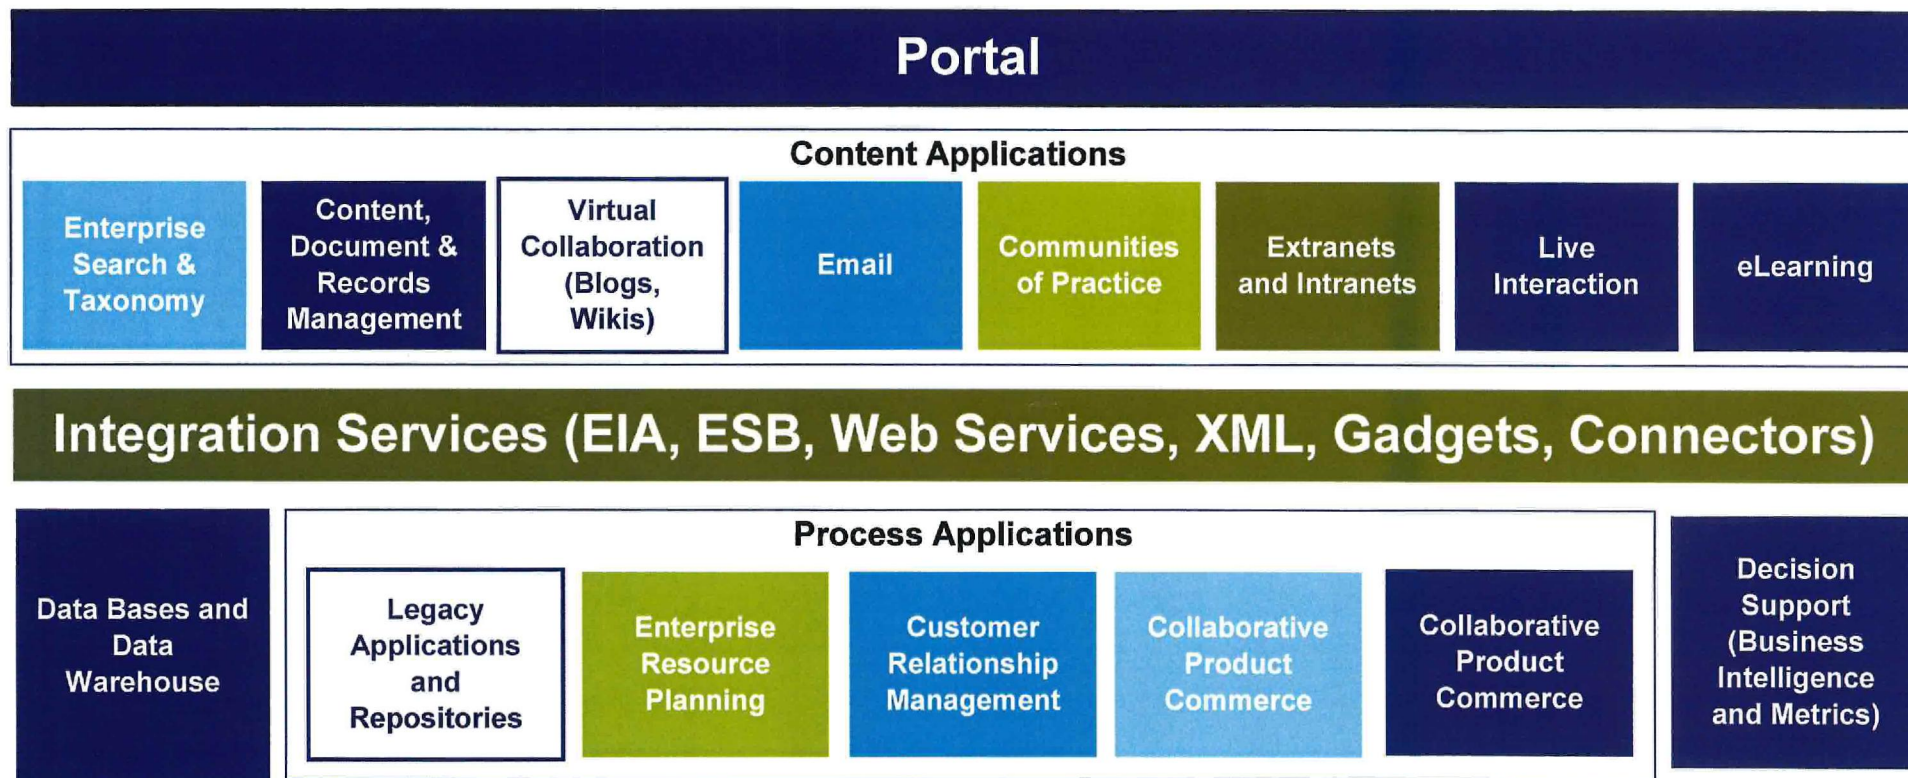 Portal
Content Applications
Enterprise
Search &
Taxonomy
Content,
Document &
Records
Management
Virtual
Collaboration
(Blogs,
Wikis)
Email
Communities
of Practice
Extranets
and Intranets
Live
Interaction
eLearning
Integration Services (EIA, ESB, Web Services, XML, Gadgets, Connectors)
Data Bases and
Data
Warehouse
Process Applications
Legacy
Applications
and
Repositories
Enterprise
Resource
Planning
Customer
Relationship
Management
Collaborative
Product
Commerce
Collaborative
Product
Commerce
Decision
Support
(Business
Intelligence
and Metrics)